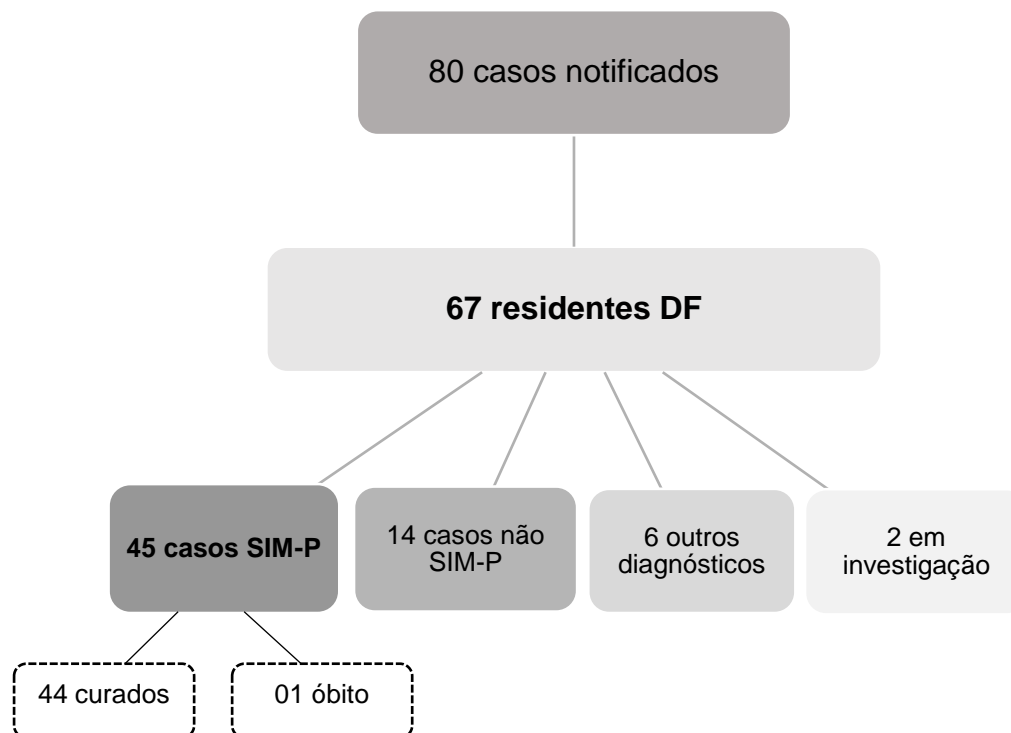 80 casos notificados
67 residentes DF
45 casos SIM-P
14 casos não
SIM-P
6 outros
diagnósticos
2 em
investigação
44 curados
01 óbito